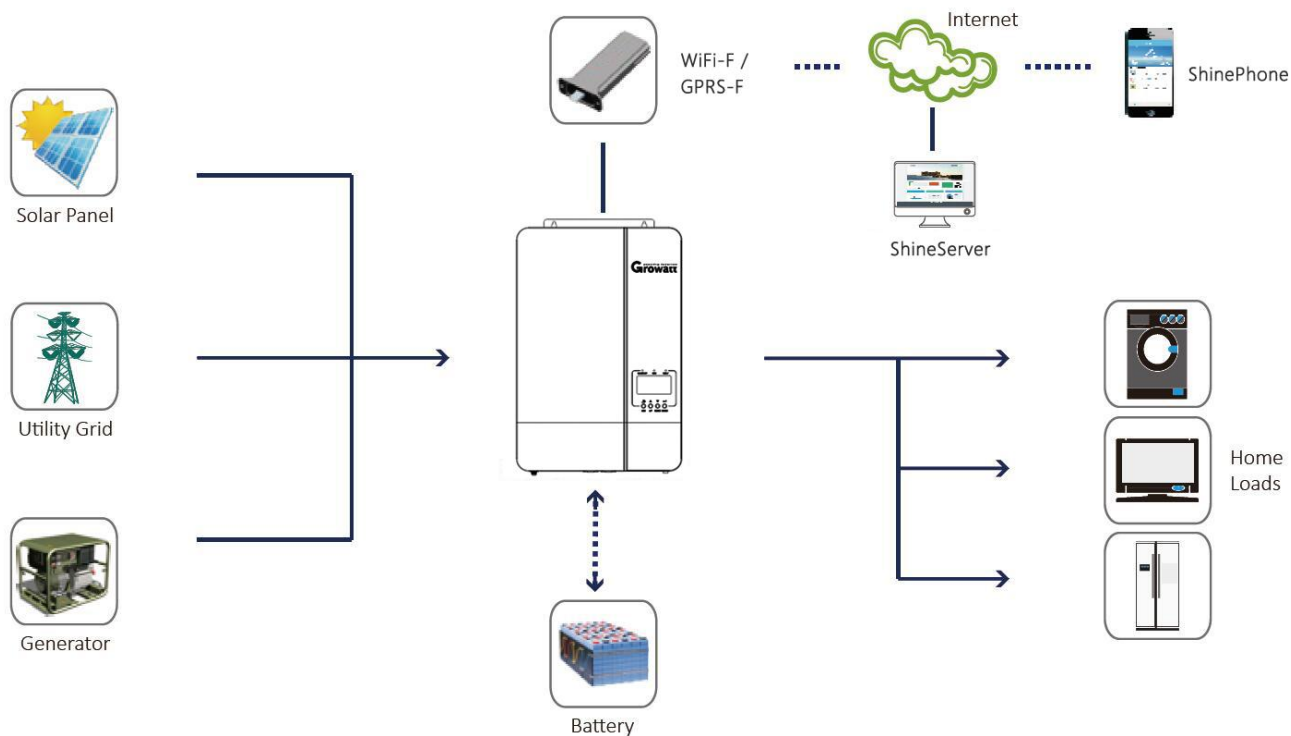 Internet
WiFi-F /
GPRS-F
ShinePhone
Solar Panel
ShineServer
Growatt
Utility Grid
Home
Loads
Generator
Battery